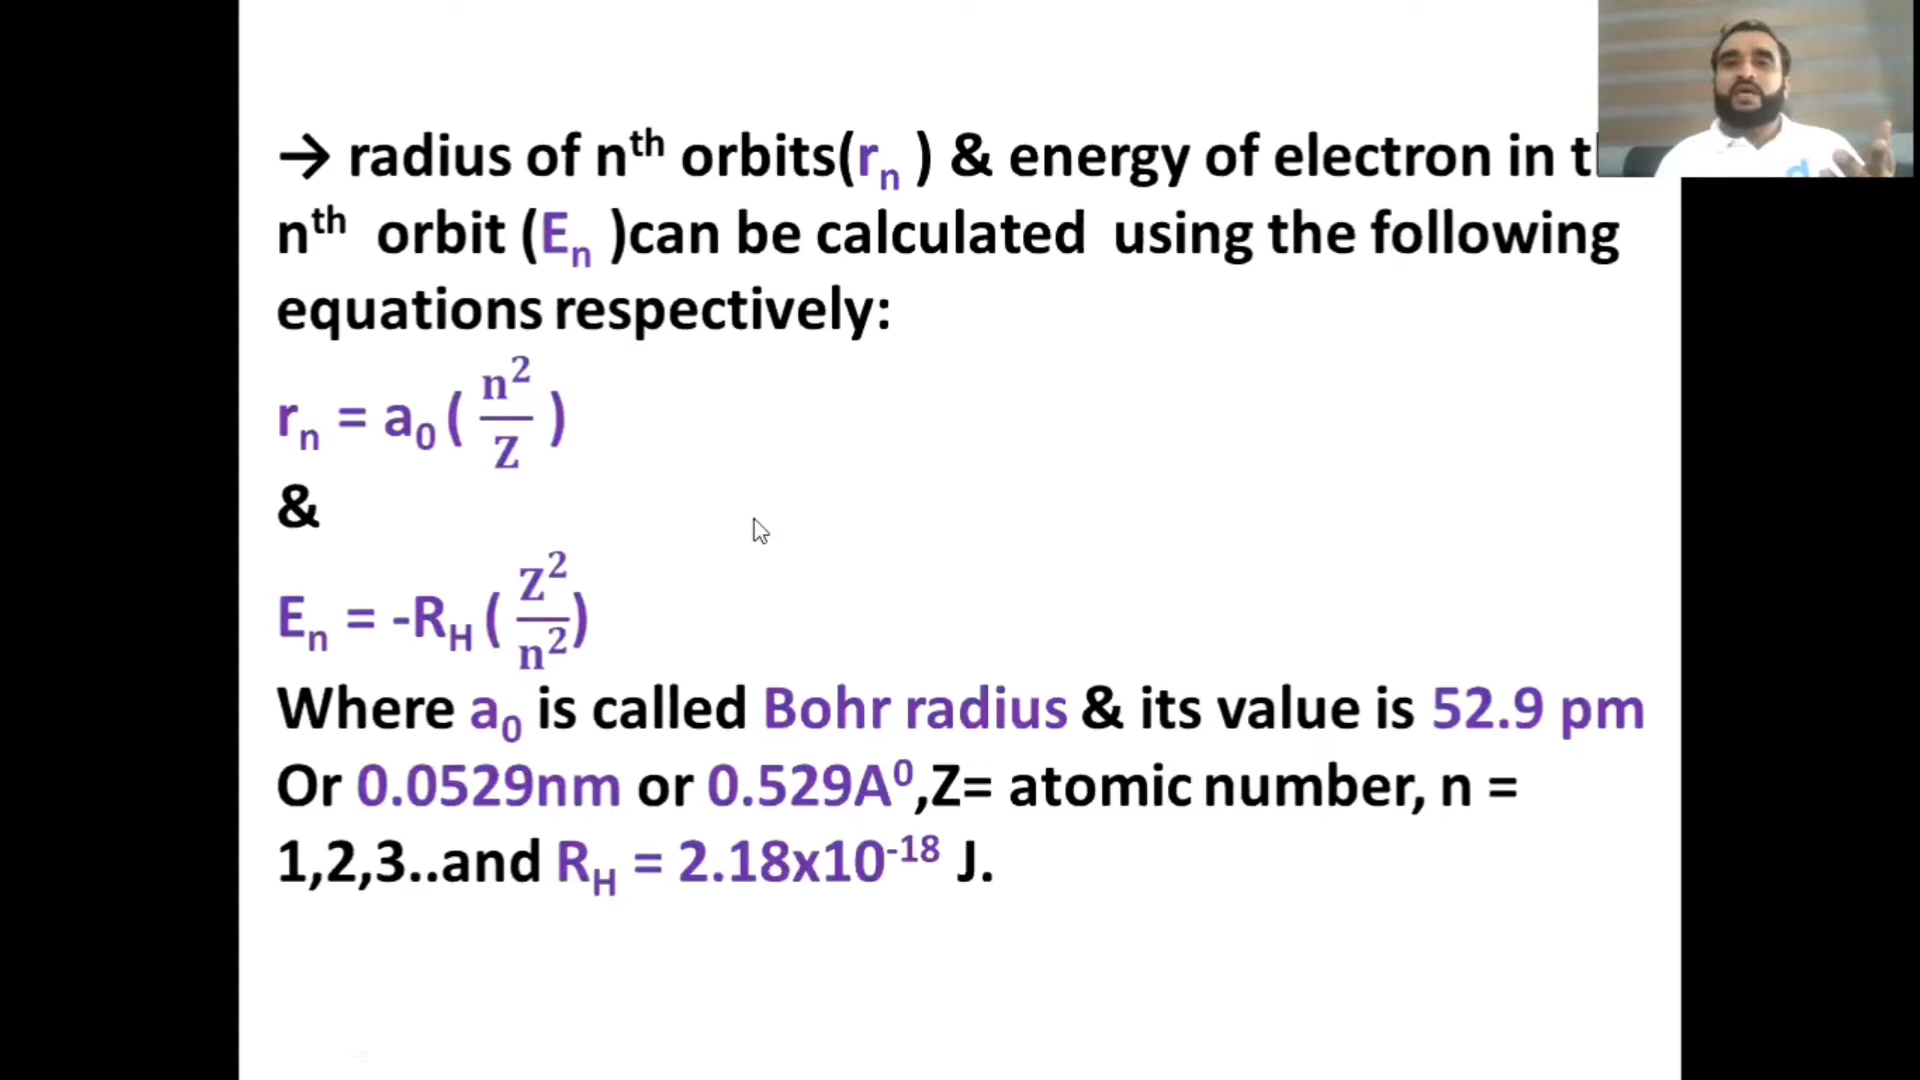 → radius of nᵗʰ orbits(rₙ ) & energy of electron in
nᵗʰ orbit (Eₙ )can be calculated using the following
equations respectively:
rₙ = a₀ ( n²/Z )
&
Eₙ = -R_H ( Z²/n²)
Where a₀ is called Bohr radius & its value is 52.9 pm
Or 0.0529nm or 0.529A⁰,Z= atomic number, n =
1,2,3..and R_H = 2.18x10⁻¹⁸ J.